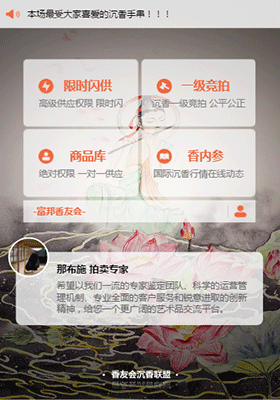 本场最受大家喜爱的沉香手串！！！
限时闪供
高级供应权限 限时闪
一级竞拍
沉香一级竞拍 公平公正
商品库
绝对权限 一对一供应
香内参
国际沉香行情在线动态
-富邦香友会-
那布施 拍卖专家
希望以我们一流的专家鉴定团队、科学的运营管
理机制、专业全面的客户服务和锐意进取的创新
精神，给您一个更广阔的艺术品交流平台。
• 香友会沉香联盟 •